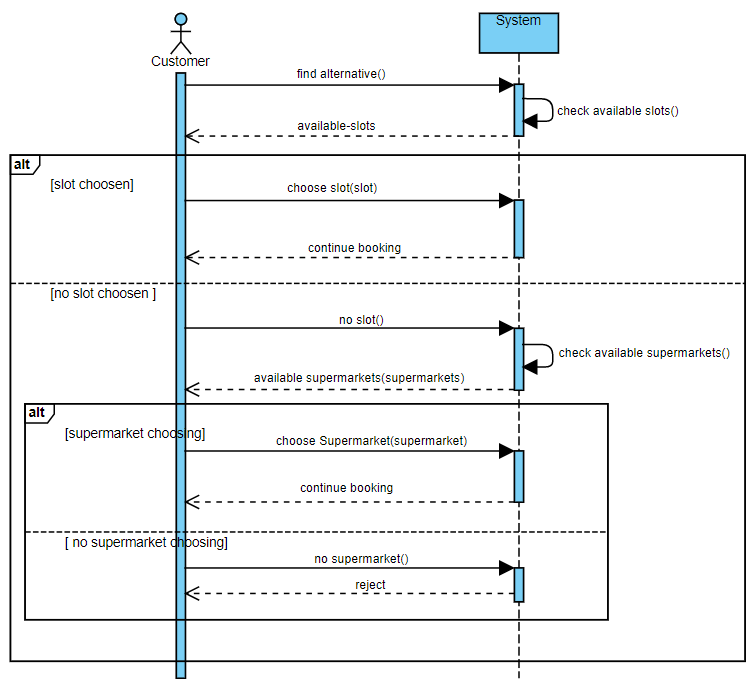 System
Customer
find alternative()
check available slots()
available-slots
alt
[slot choosen]
choose slot(slot)
continue booking
[no slot choosen ]
no slot()
check available supermarkets()
available supermarkets(supermarkets)
alt
[supermarket choosing]
choose Supermarket(supermarket)
continue booking
[ no supermarket choosing]
no supermarket()
reject